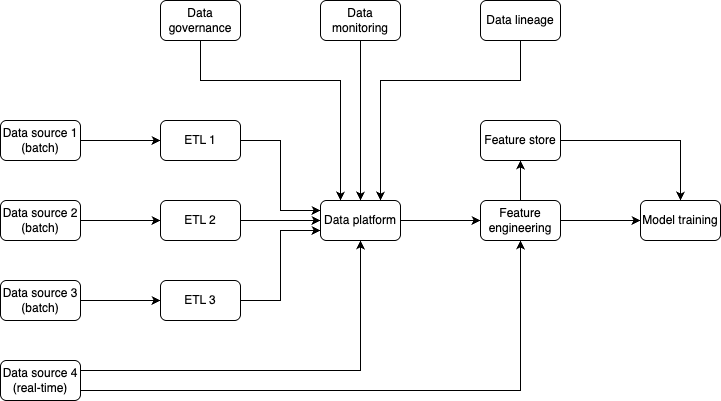 Data
governance
Data
monitoring
Data lineage
Data source 1
(batch)
ETL 1
Feature store
Data source 2
(batch)
ETL 2
Data platform
Feature
engineering
Model training
Data source 3
(batch)
ETL 3
Data source 4
(real-time)